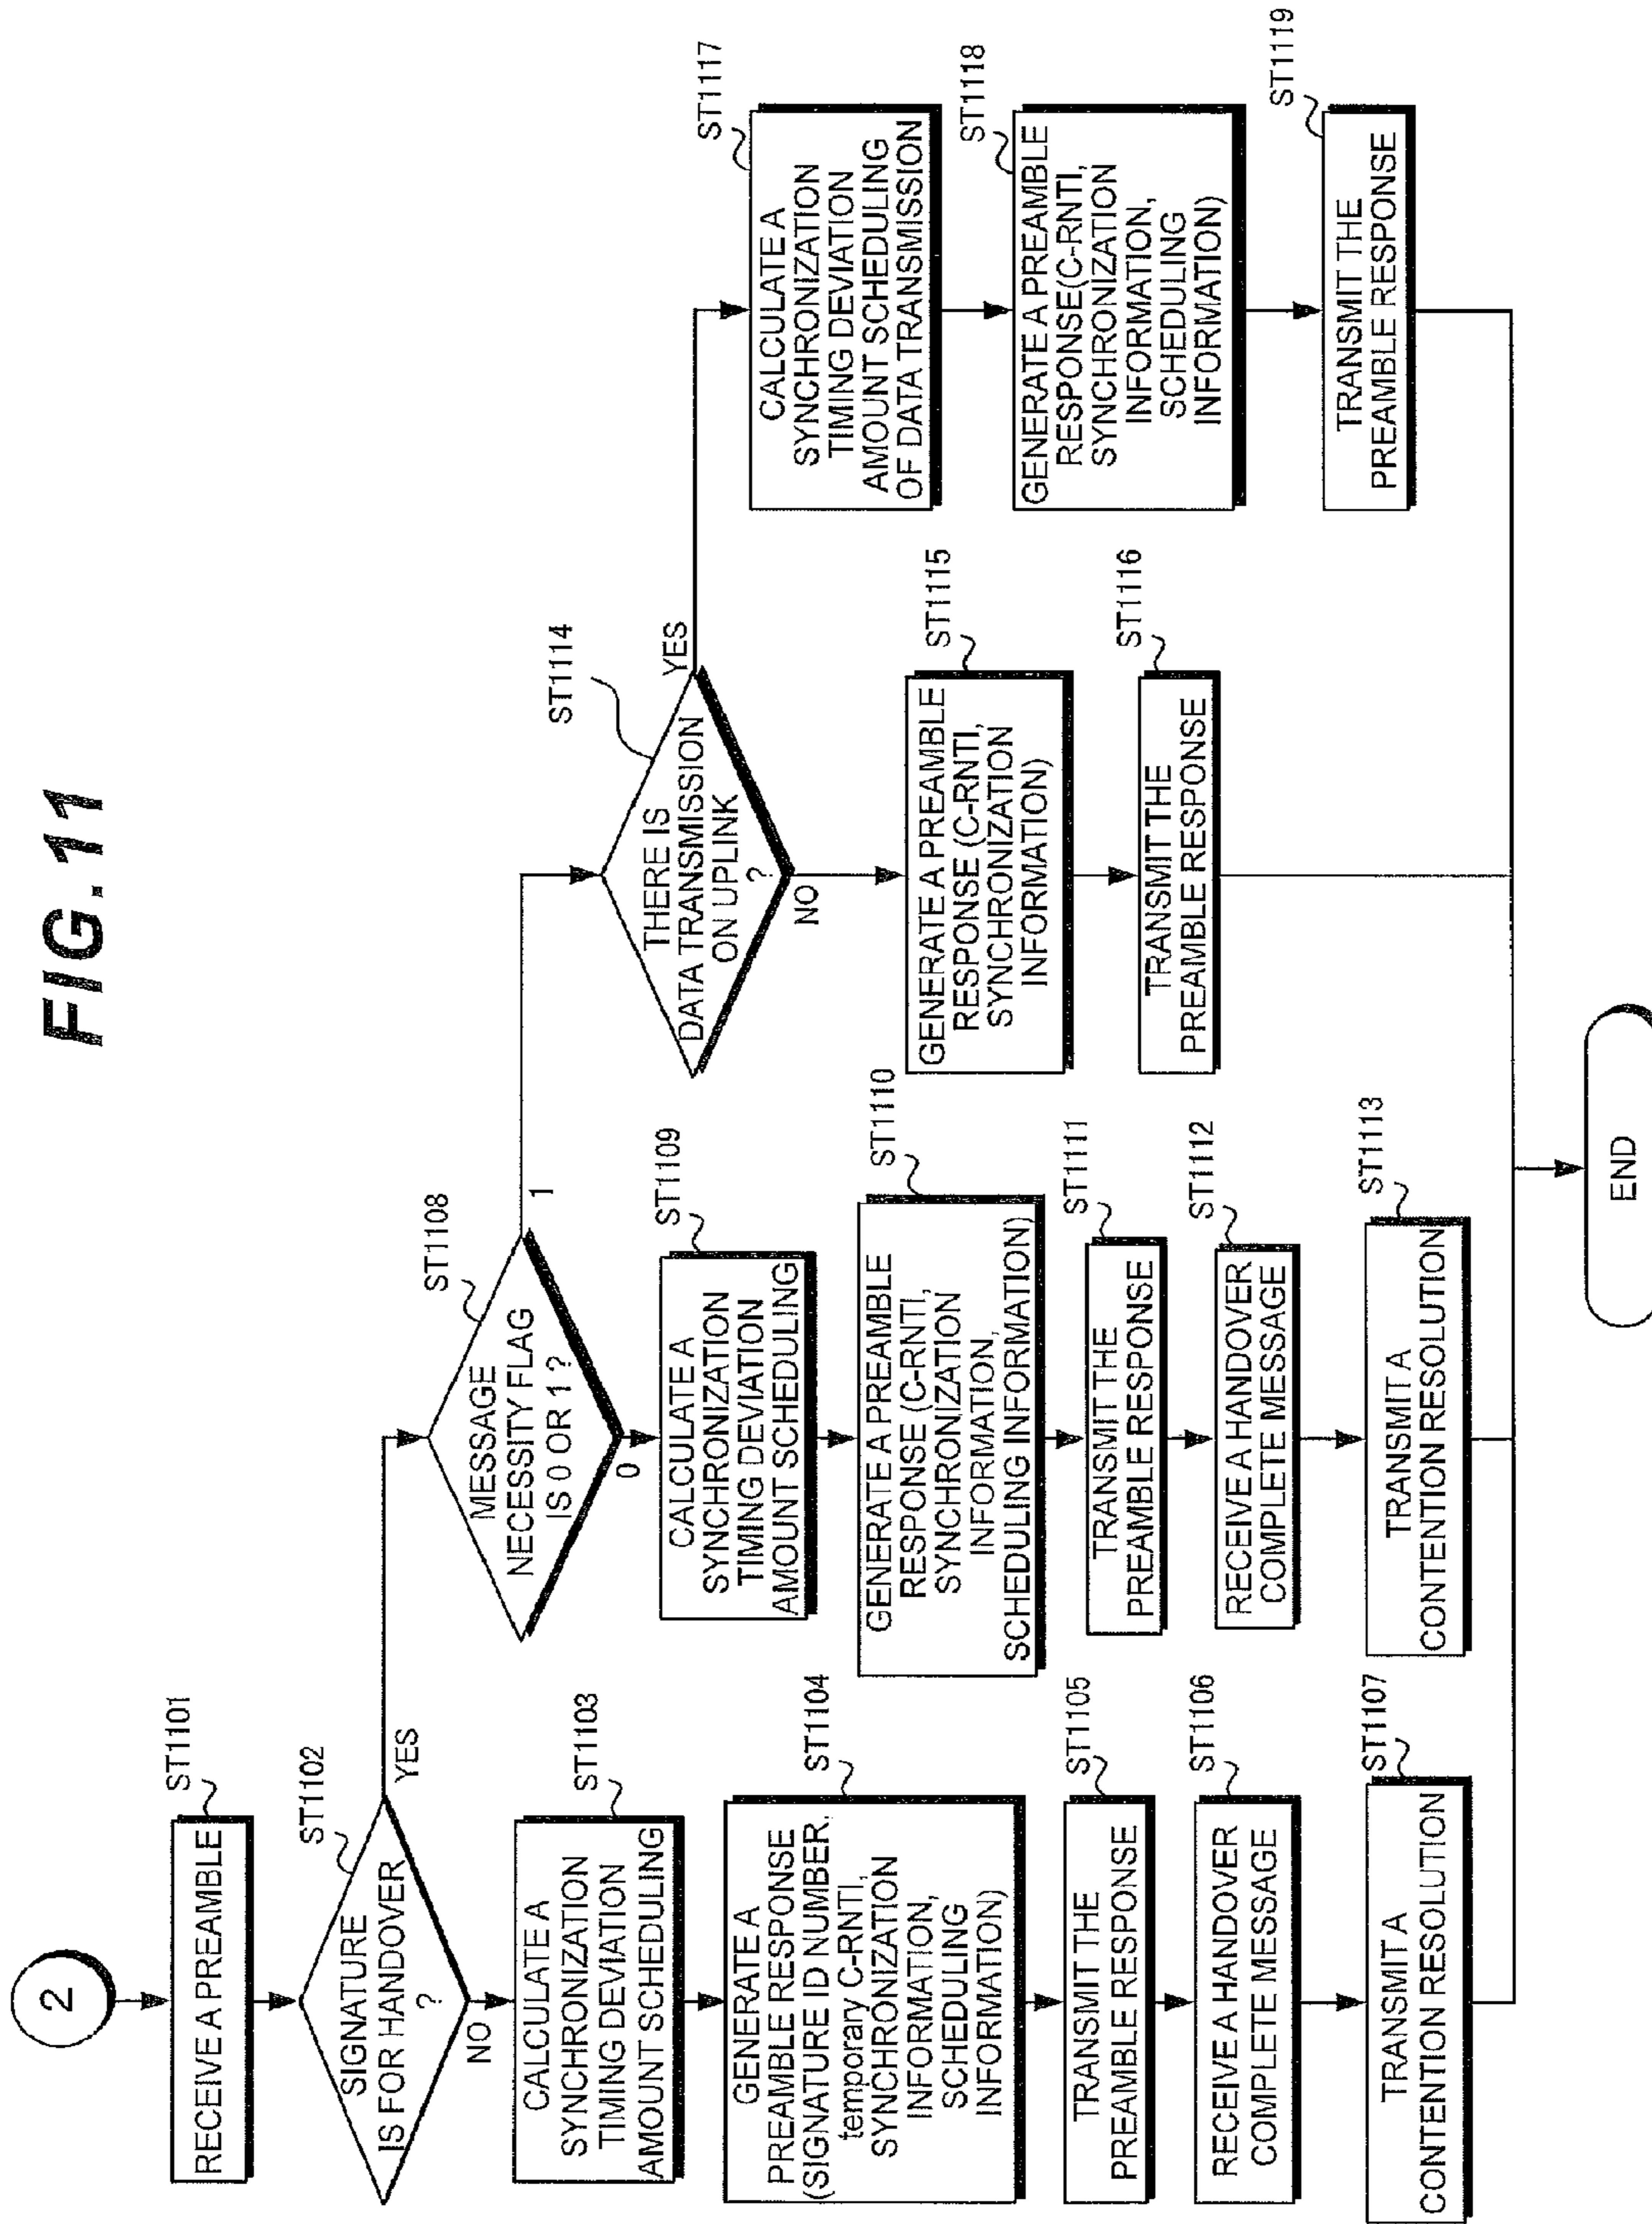 FIG.11
2
ST1101
RECEIVE A PREAMBLE
ST1102
SIGNATURE
IS FOR HANDOVER
?
YES
NO
ST1103
CALCULATE A
SYNCHRONIZATION
TIMING DEVIATION
AMOUNT SCHEDULING
ST1104
GENERATE A
PREAMBLE RESPONSE
(SIGNATURE ID NUMBER.
temporary C-RNTI,
SYNCHRONIZATION
INFORMATION,
SCHEDULING
INFORMATION)
ST1105
TRANSMIT THE
PREAMBLE RESPONSE
ST1106
RECEIVE A HANDOVER
COMPLETE MESSAGE
ST1107
TRANSMIT A
CONTENTION RESOLUTION
ST1108
MESSAGE
NECESSITY FLAG
IS 0 OR 1 ?
1
0
ST1109
CALCULATE A
SYNCHRONIZATION
TIMING DEVIATION
AMOUNT SCHEDULING
ST1110
GENERATE A PREAMBLE
RESPONSE (C-RNTI,
SYNCHRONIZATION
INFORMATION,
SCHEDULING INFORMATION)
ST1111
TRANSMIT THE
PREAMBLE RESPONSE
ST1112
RECEIVE A HANDOVER
COMPLETE MESSAGE
ST1113
TRANSMIT A
CONTENTION RESOLUTION
ST1114
THERE IS
DATA TRANSMISSION
ON UPLINK
?
YES
NO
ST1115
GENERATE A PREAMBLE
RESPONSE (C-RNTI,
SYNCHRONIZATION
INFORMATION)
ST1116
TRANSMIT THE
PREAMBLE RESPONSE
ST1117
CALCULATE A
SYNCHRONIZATION
TIMING DEVIATION
AMOUNT SCHEDULING
OF DATA TRANSMISSION
ST1118
GENERATE A PREAMBLE
RESPONSE(C-RNTI,
SYNCHRONIZATION
INFORMATION,
SCHEDULING
INFORMATION)
ST1119
TRANSMIT THE
PREAMBLE RESPONSE
END